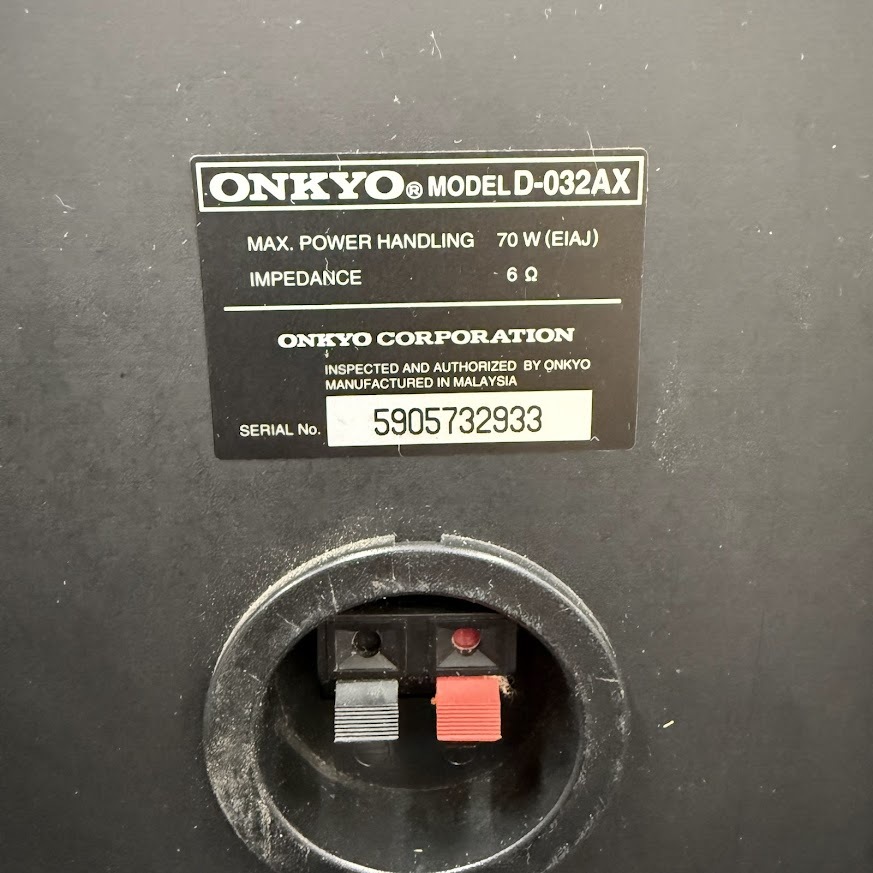 ONKYO® MODEL D-032AX
MAX. POWER HANDLING 70 W (EIAJ)
IMPEDANCE 6 Ω
ONKYO CORPORATION
INSPECTED AND AUTHORIZED BY ONKYO
MANUFACTURED IN MALAYSIA
SERIAL No. 5905732933